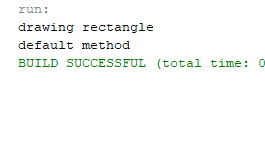 run:
drawing rectangle
default method
BUILD SUCCESSFUL (total time: 0